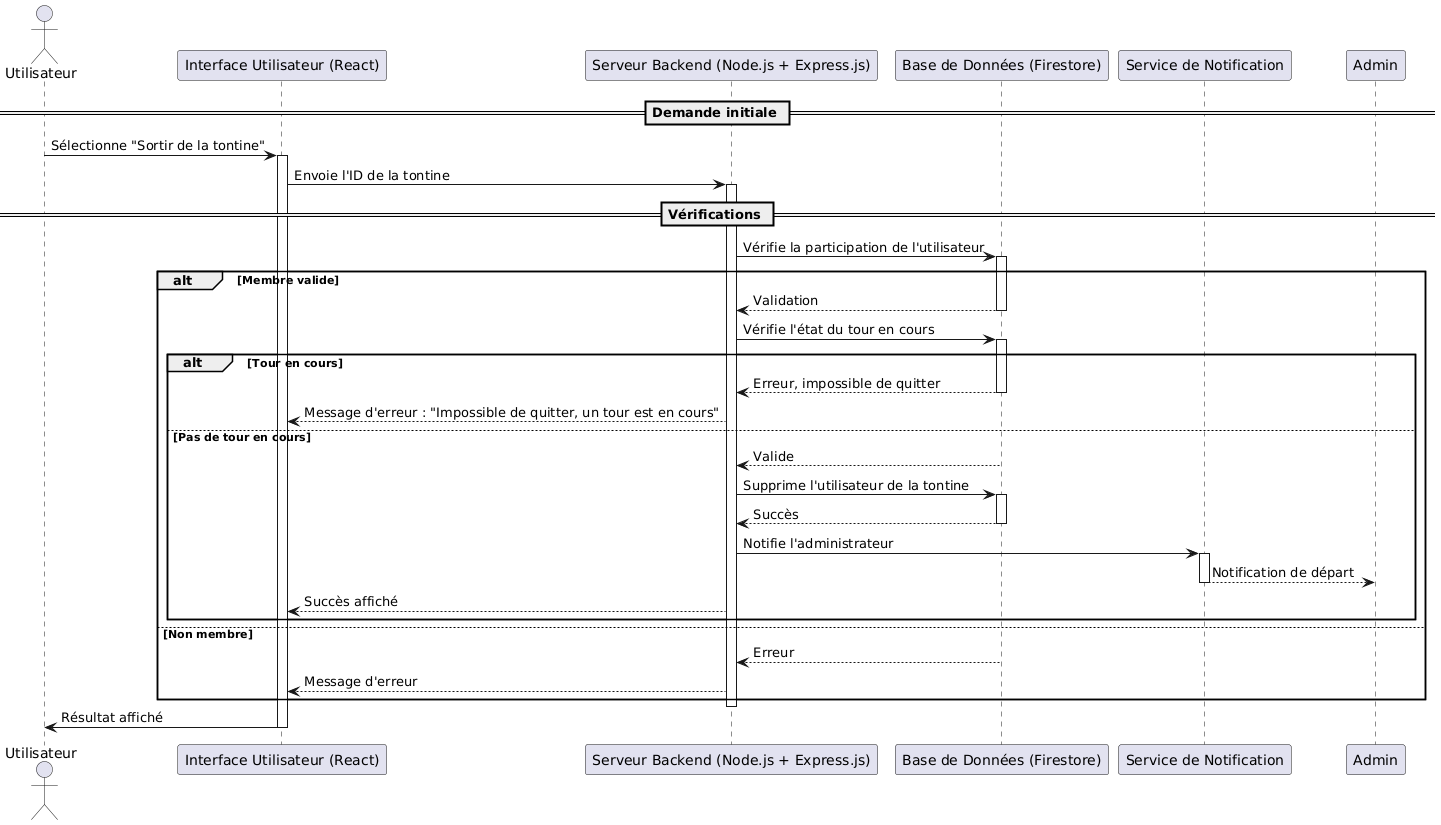 Utilisateur
Interface Utilisateur (React)
Serveur Backend (Node.js + Express.js)
Base de Données (Firestore)
Service de Notification
Admin
Demande initiale
Sélectionne "Sortir de la tontine"
Envoie l'ID de la tontine
Vérifications
Vérifie la participation de l'utilisateur
alt
[Membre valide]
Validation
Vérifie l'état du tour en cours
alt
[Tour en cours]
Erreur, impossible de quitter
Message d'erreur : "Impossible de quitter, un tour est en cours"
[Pas de tour en cours]
Valide
Supprime l'utilisateur de la tontine
Succès
Notifie l'administrateur
Notification de départ
Succès affiché
[Non membre]
Erreur
Message d'erreur
Résultat affiché
Utilisateur
Interface Utilisateur (React)
Serveur Backend (Node.js + Express.js)
Base de Données (Firestore)
Service de Notification
Admin